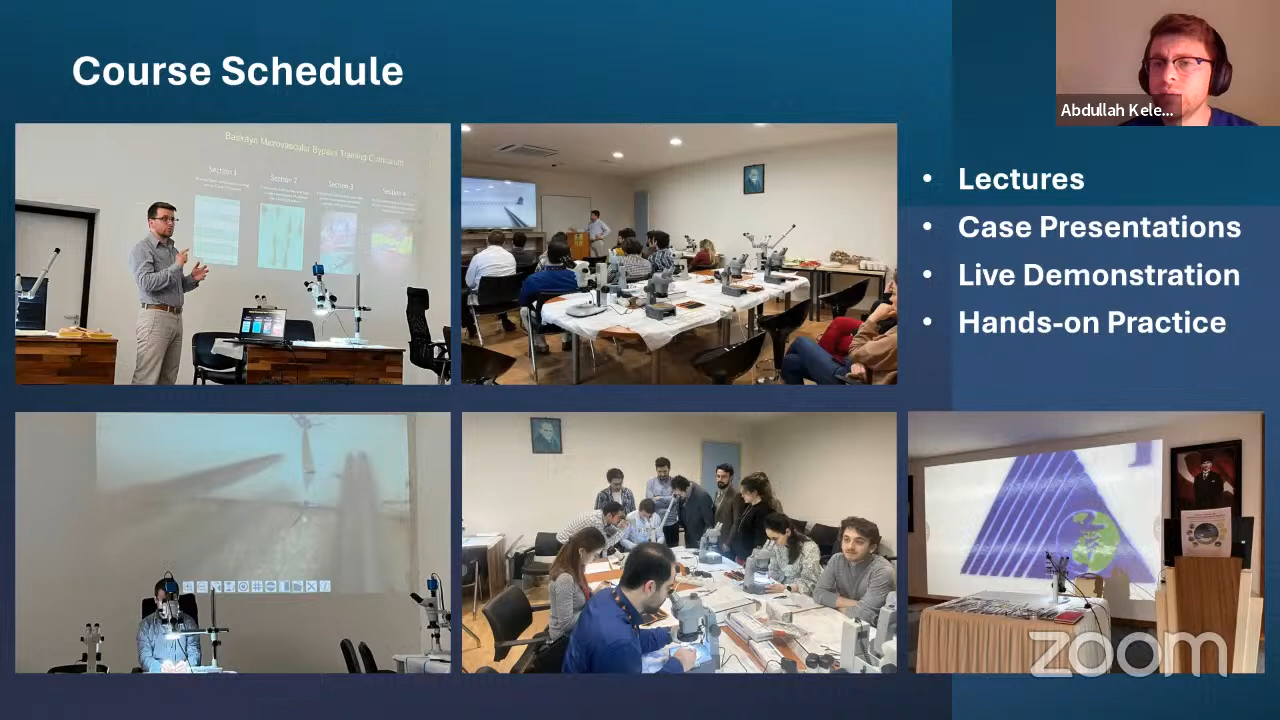 Course Schedule
Abdullah Kele...
Baskaya Microvascular Bypass Training Curriculum
Section 1
Section 2
Section 3
Section 4
• Lectures
• Case Presentations
• Live Demonstration
• Hands-on Practice
zoom